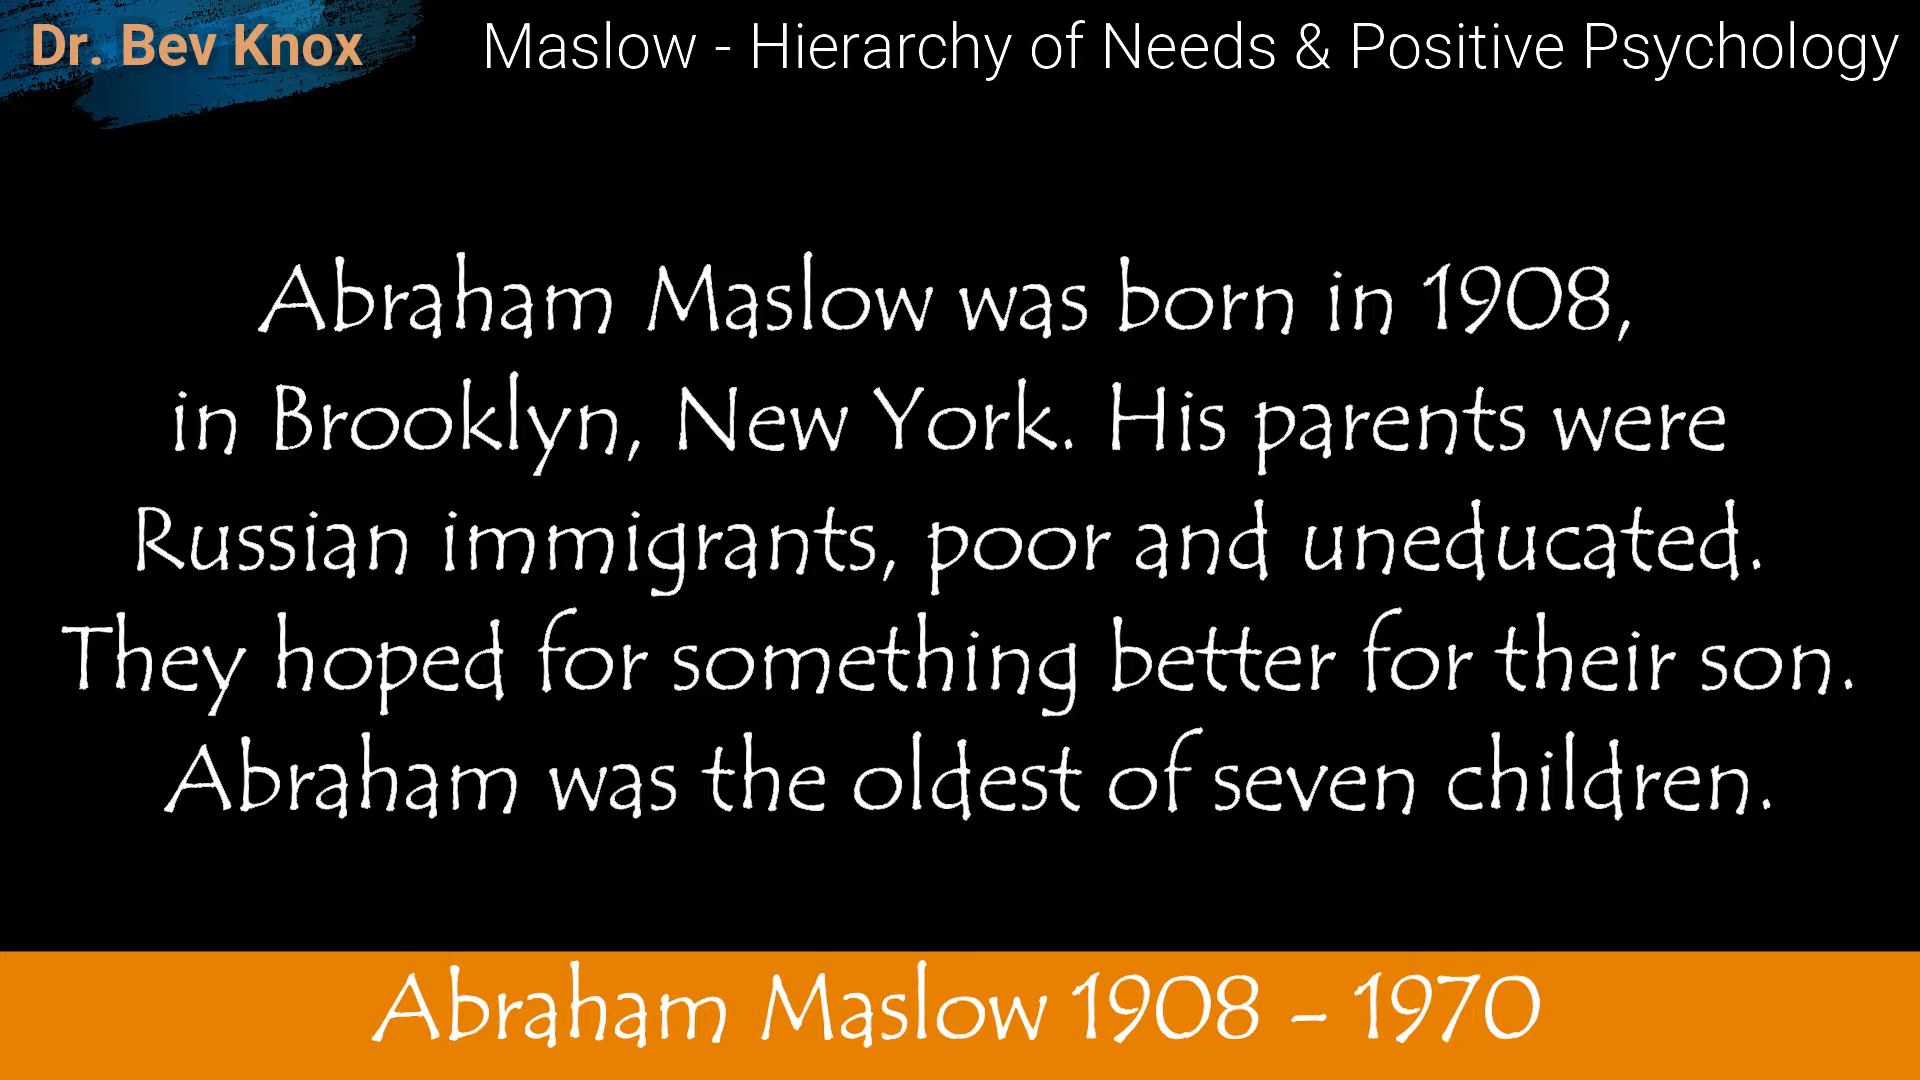 Dr. Bev Knox
Maslow - Hierarchy of Needs & Positive Psychology
Abraham Maslow was born in 1908,
in Brooklyn, New York. His parents were
Russian immigrants, poor and uneducated.
They hoped for something better for their son.
Abraham was the oldest of seven children.
Abraham Maslow 1908 – 1970